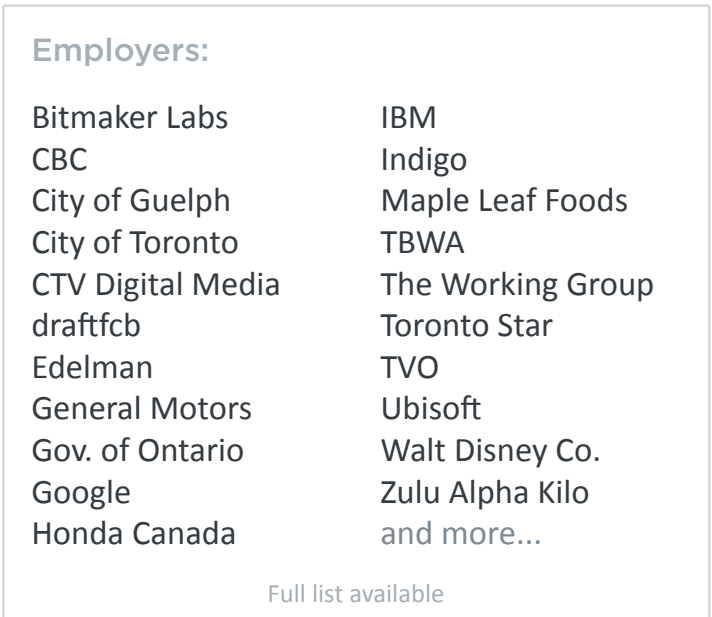 Employers:
Bitmaker Labs
CBC
City of Guelph
City of Toronto
CTV Digital Media
draftfcb
Edelman
General Motors
Gov. of Ontario
Google
Honda Canada
IBM
Indigo
Maple Leaf Foods
TBWA
The Working Group
Toronto Star
TVO
Ubisoft
Walt Disney Co.
Zulu Alpha Kilo
and more...
Full list available